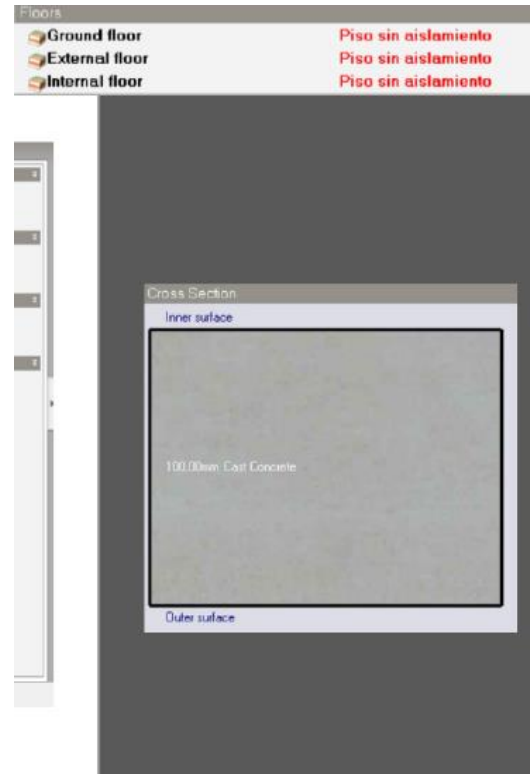 Floors
Ground floor Piso sin aislamiento
External floor Piso sin aislamiento
Internal floor Piso sin aislamiento
Cross Section
Inner surface
100.00mm Cast Concrete
Outer surface